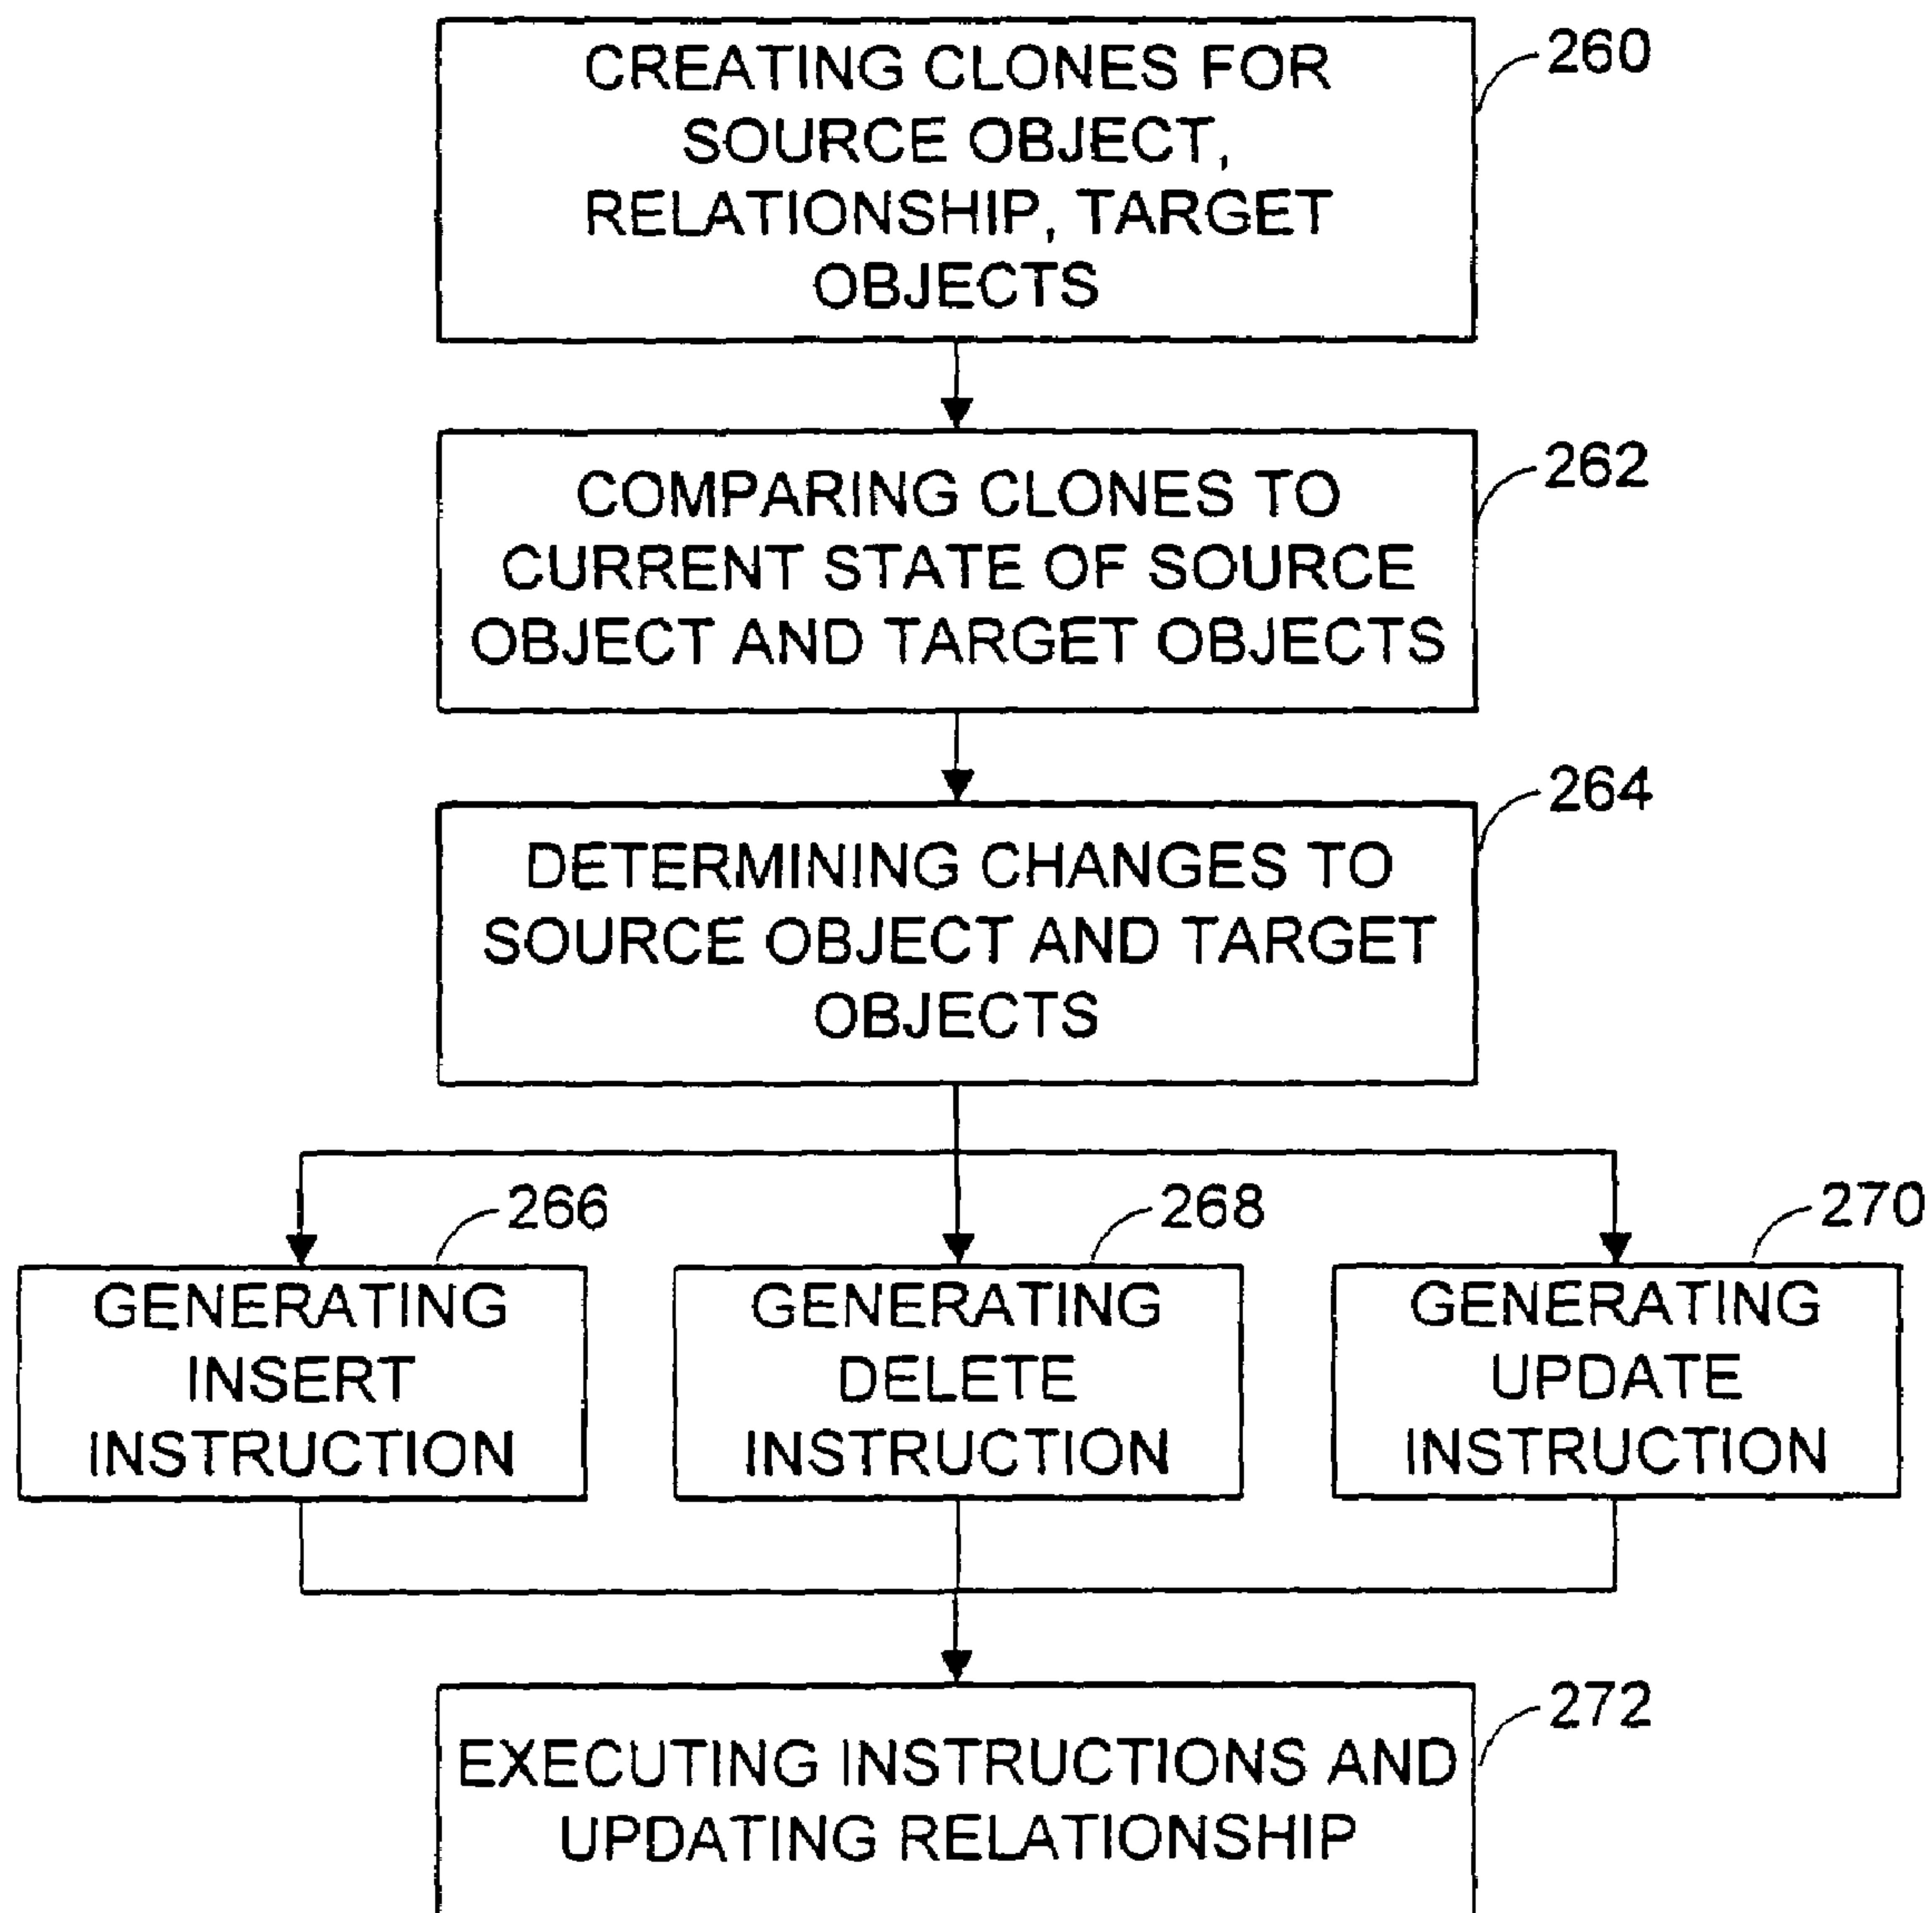 CREATING CLONES FOR
SOURCE OBJECT,
RELATIONSHIP, TARGET
OBJECTS
260
COMPARING CLONES TO
CURRENT STATE OF SOURCE
OBJECT AND TARGET OBJECTS
262
DETERMINING CHANGES TO
SOURCE OBJECT AND TARGET
OBJECTS
264
266
GENERATING
INSERT
INSTRUCTION
268
GENERATING
DELETE
INSTRUCTION
270
GENERATING
UPDATE
INSTRUCTION
272
EXECUTING INSTRUCTIONS AND
UPDATING RELATIONSHIP